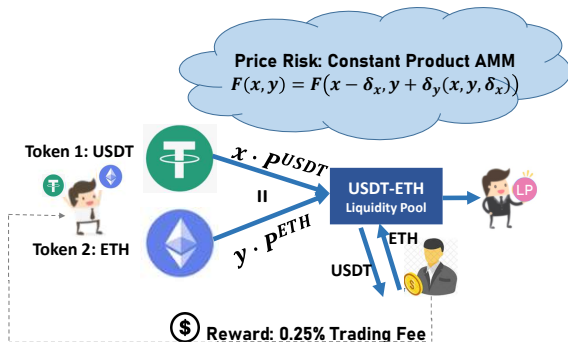 Price Risk: Constant Product AMM
F(x, y) = F(x − δₓ, y + δᵧ(x, y, δₓ))
Token 1: USDT
x · P^USDT
=
y · P^ETH
Token 2: ETH
USDT-ETH
Liquidity Pool
LP
ETH
USDT
$
$ Reward: 0.25% Trading Fee